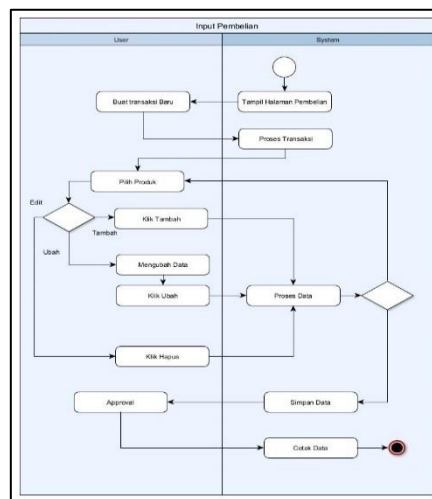 Input Pembelian
User
System
Buat transaksi Baru
Tampil Halaman Pembelian
Proses Transaksi
Pilih Produk
Edit
Klik Tambah
Tambah
Ubah
Mengubah Data
Klik Ubah
Proses Data
Klik Hapus
Approval
Simpan Data
Cetak Data